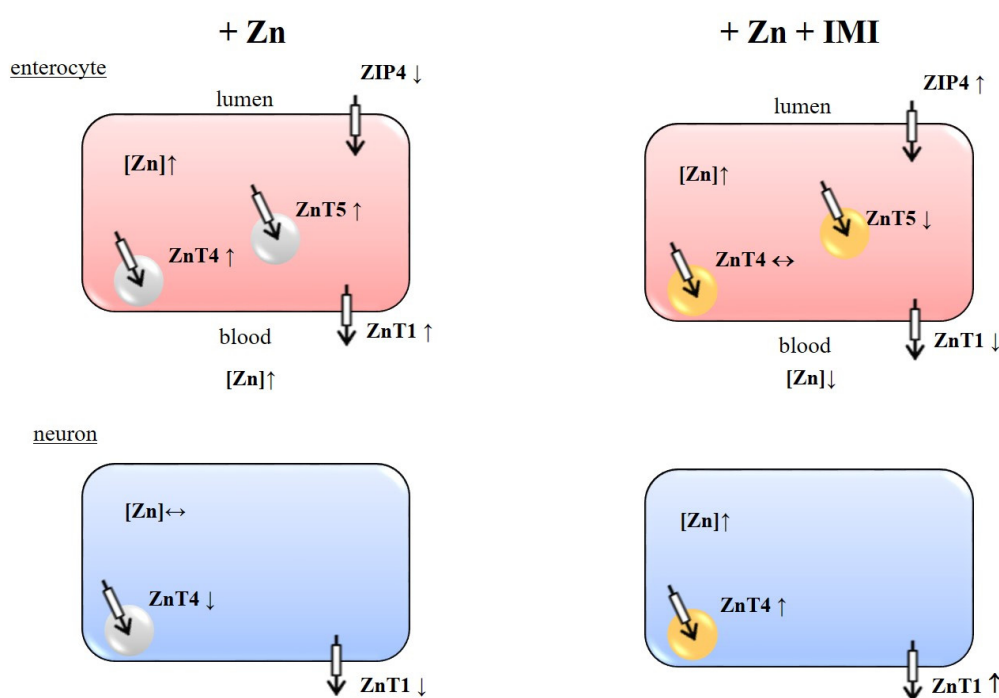 + Zn
+ Zn + IMI
enterocyte
ZIP4 ↓
lumen
[Zn]↑
ZnT5 ↑
ZnT4 ↑
ZnT1 ↑
blood
[Zn]↑
ZIP4 ↑
lumen
[Zn]↑
ZnT5 ↓
ZnT4 ↔
ZnT1 ↓
blood
[Zn]↓
neuron
[Zn]↔
ZnT4 ↓
ZnT1 ↓
[Zn]↑
ZnT4 ↑
ZnT1 ↑